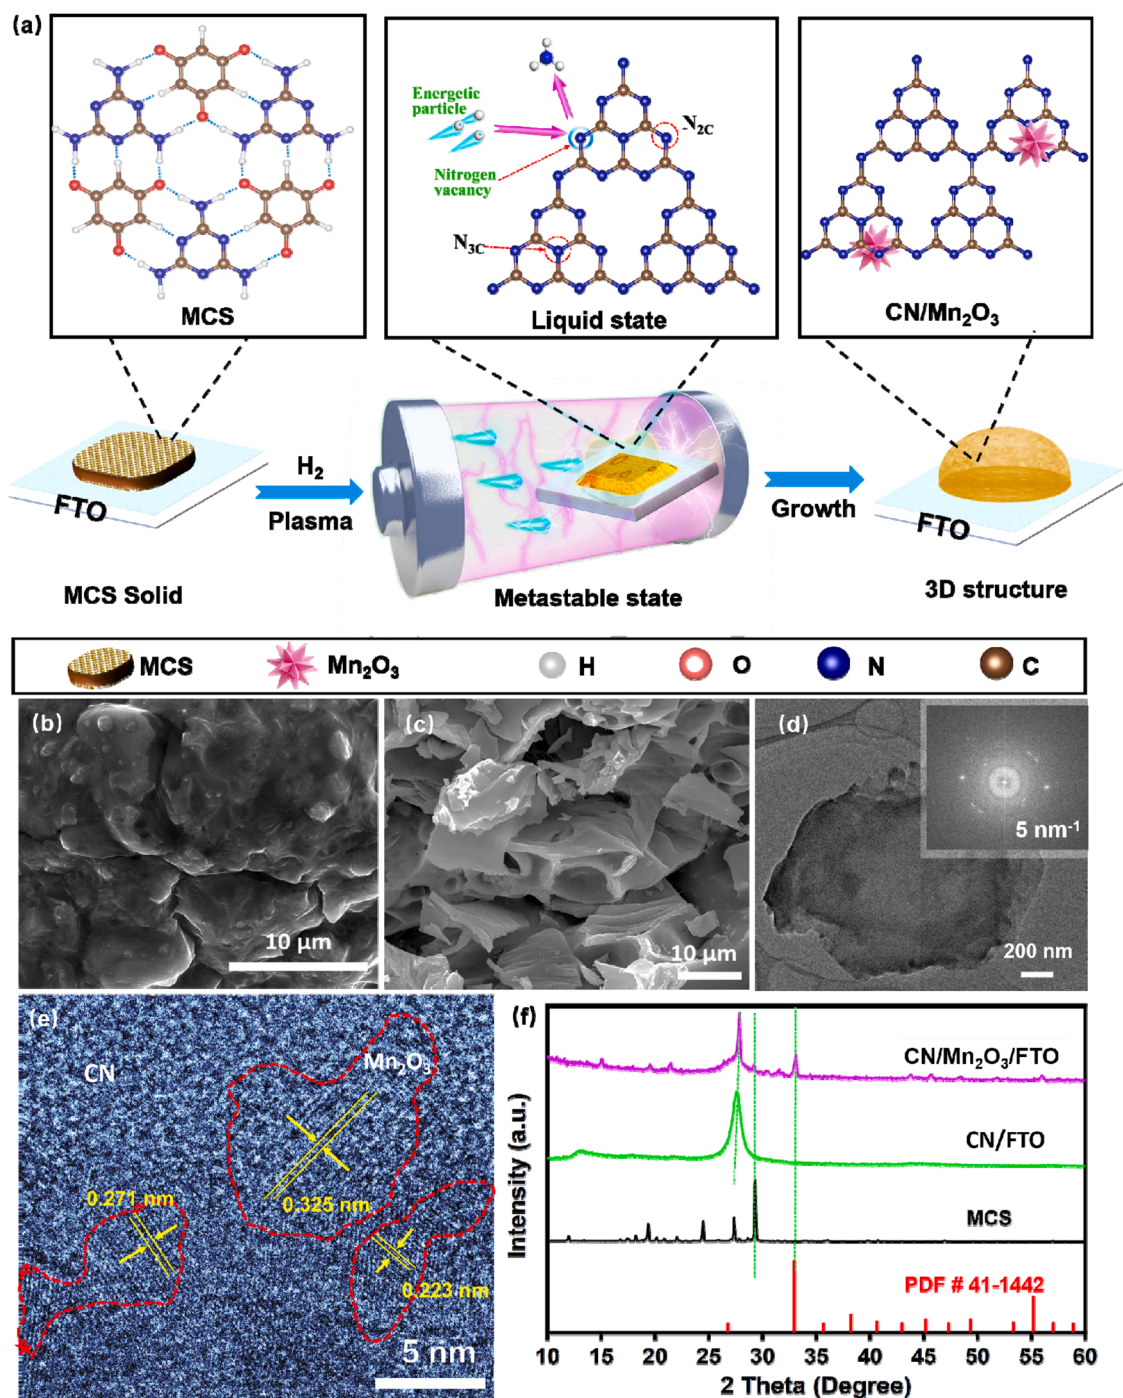 (a)
Energetic
particle
Nitrogen
vacancy
N2C
N3C
MCS
Liquid state
CN/Mn2O3
FTO
H2
Plasma
Growth
FTO
MCS Solid
Metastable state
3D structure
MCS
Mn2O3
H
O
N
C
(b)
10 μm
(c)
10 μm
(d)
5 nm-1
200 nm
(e)
CN
Mn2O3
0.271 nm
0.325 nm
0.223 nm
5 nm
(f)
CN/Mn2O3/FTO
CN/FTO
MCS
PDF # 41-1442
Intensity (a.u.)
10 15 20 25 30 35 40 45 50 55 60
2 Theta (Degree)